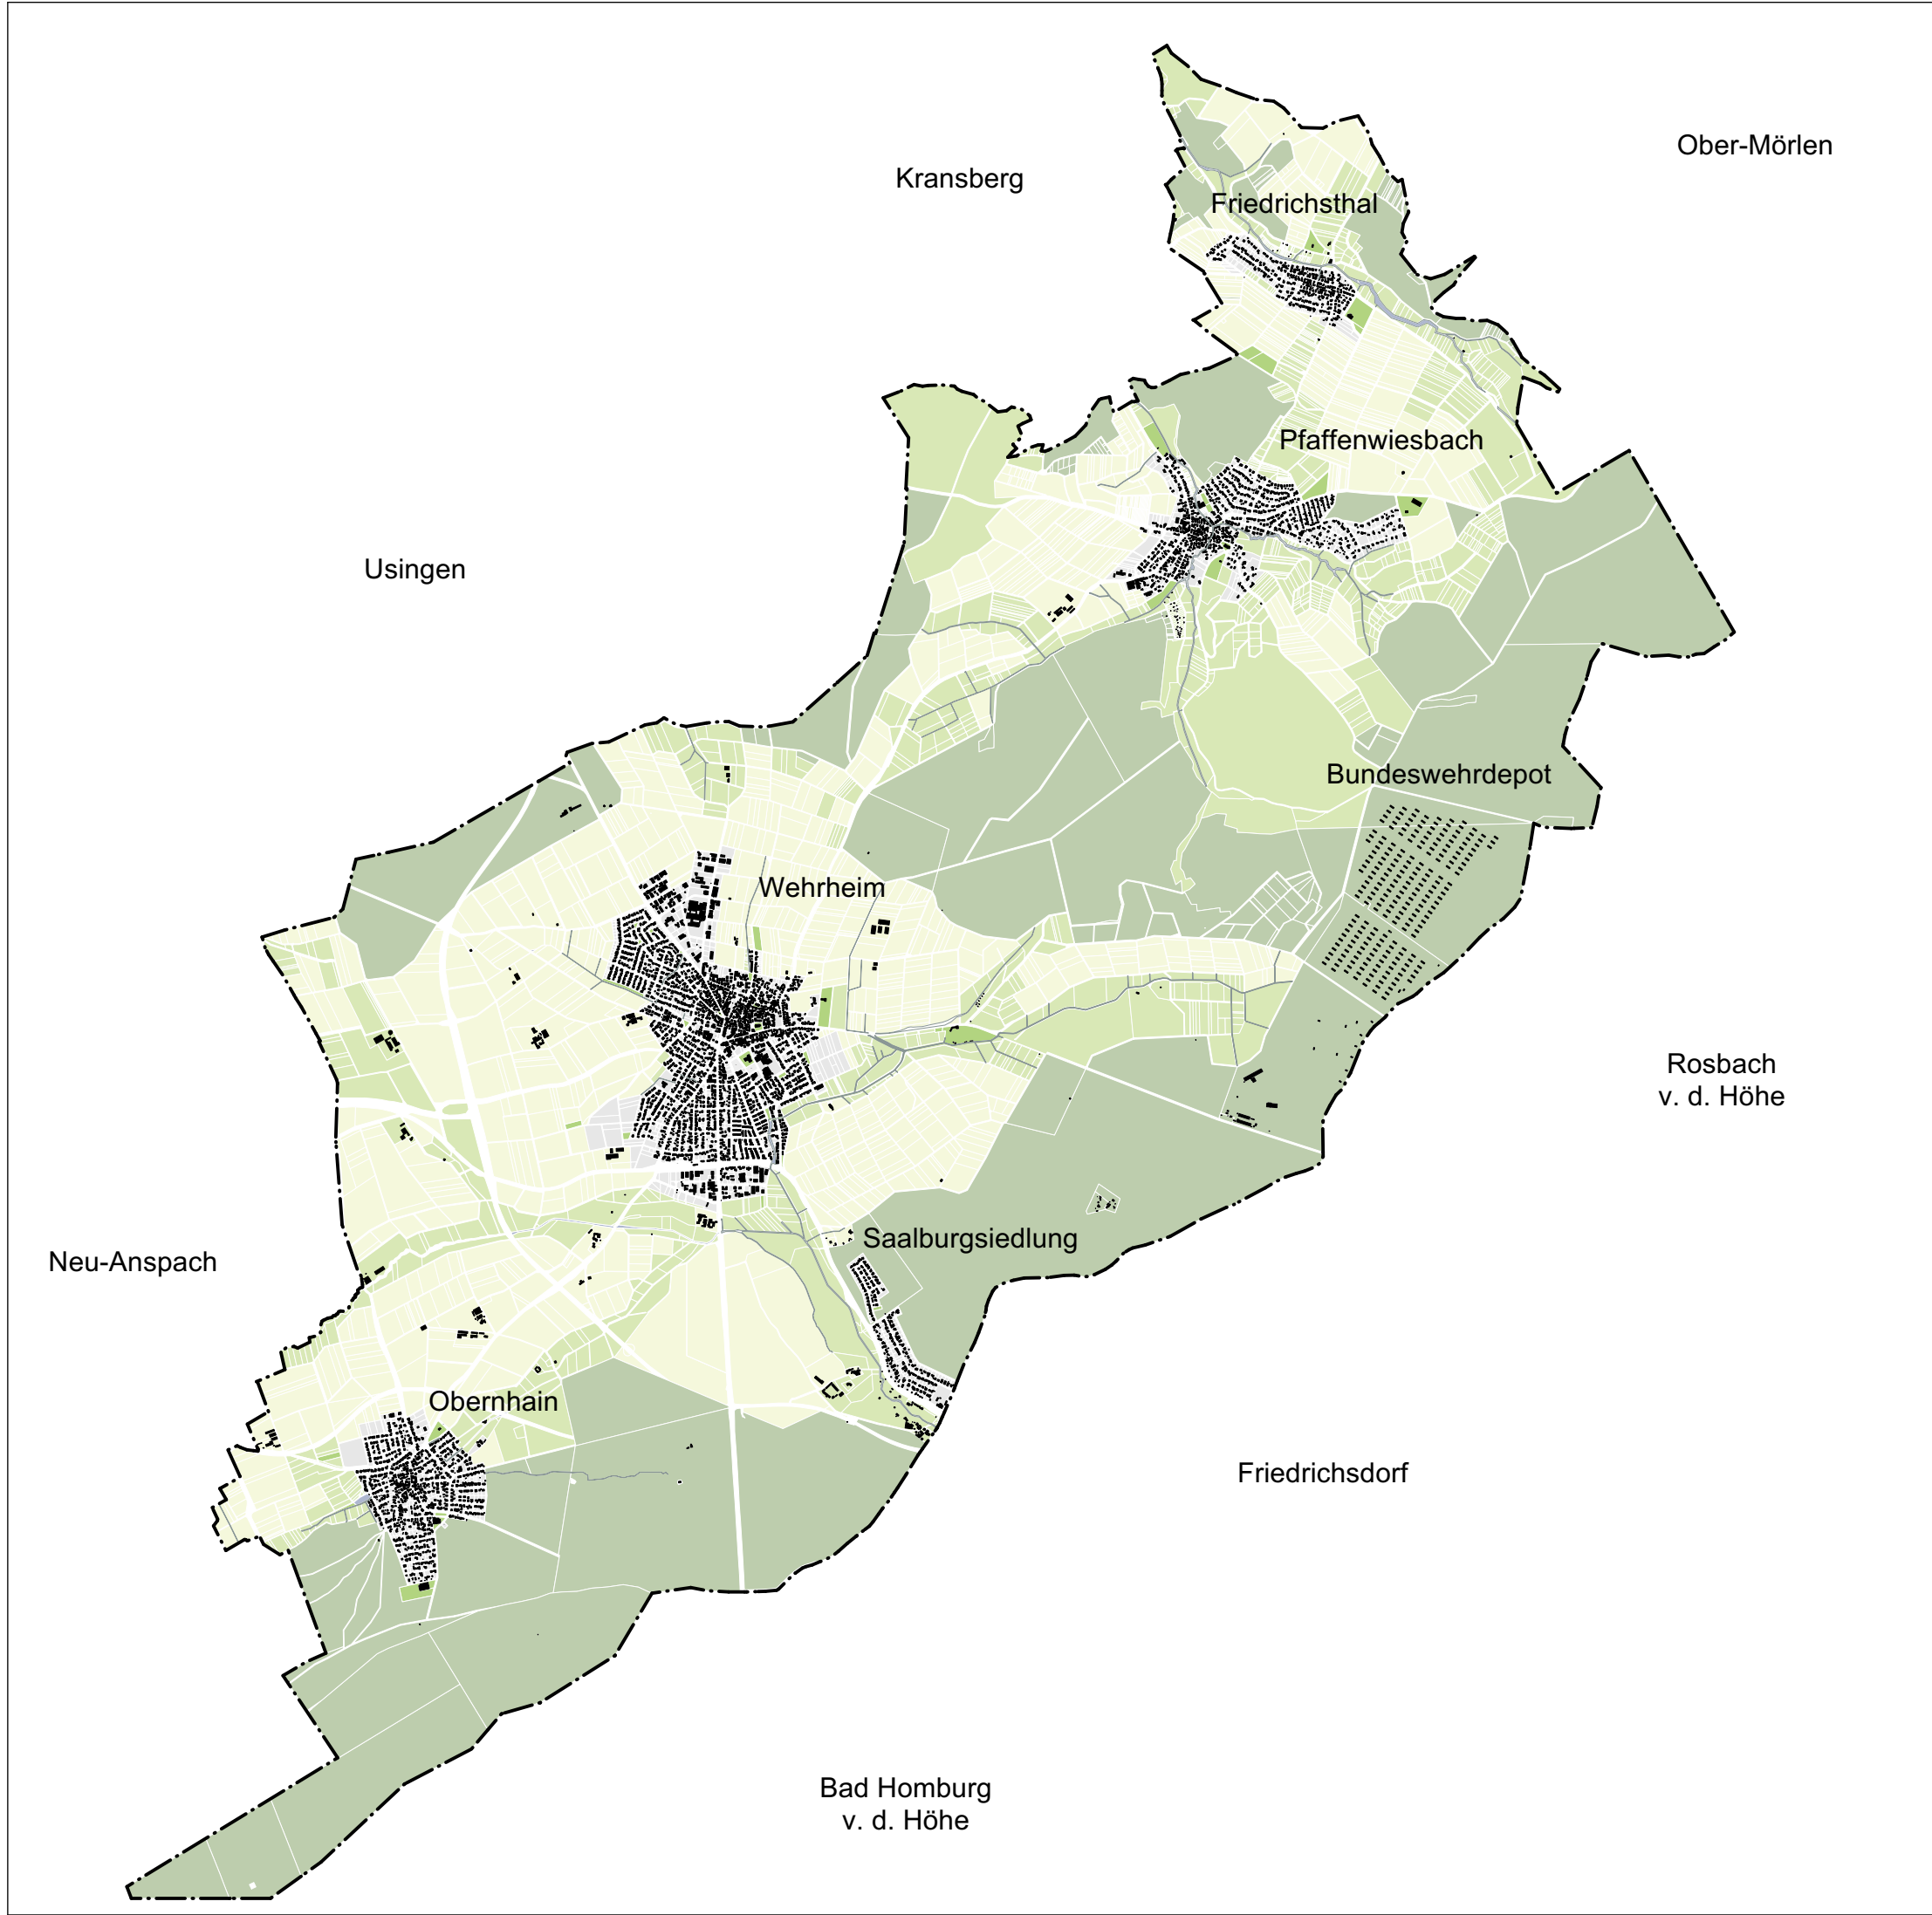 Ober-Mörlen
Kransberg
Friedrichsthal
Pfaffenwiesbach
Usingen
Bundeswehrdepot
Wehrheim
Rosbach
v. d. Höhe
Saalburgsiedlung
Neu-Anspach
Obernhain
Friedrichsdorf
Bad Homburg
v. d. Höhe